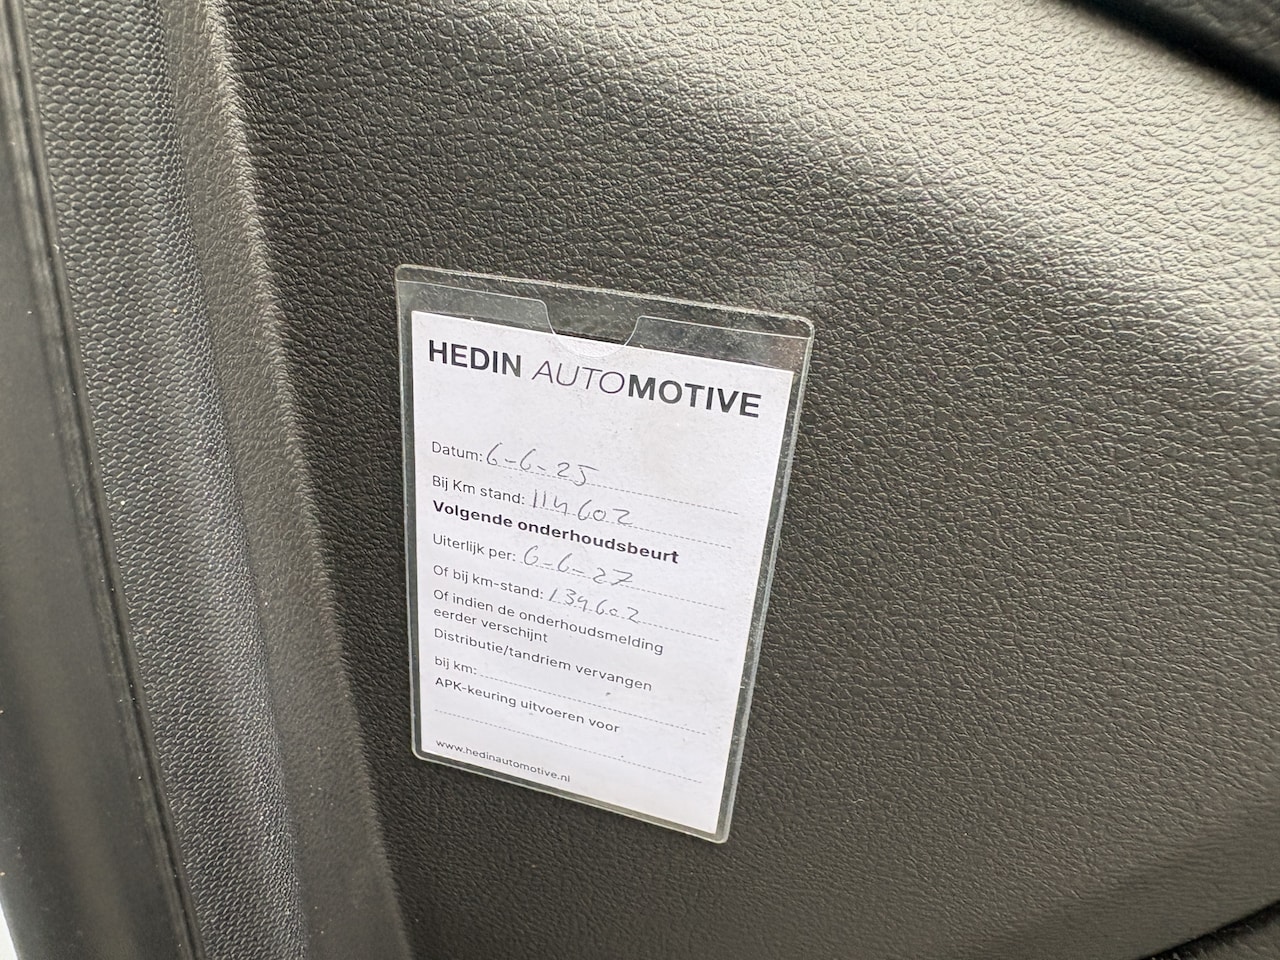 HEDIN AUTOMOTIVE
Datum: 6-6-25
Bij Km stand: 114602
Volgende onderhoudsbeurt
Uiterlijk per: 6-6-27
Of bij km-stand: 134602
Of indien de onderhoudsmelding
eerder verschijnt
Distributie/tandriem vervangen
bij km:
APK-keuring uitvoeren voor
www.hedinautomotive.nl